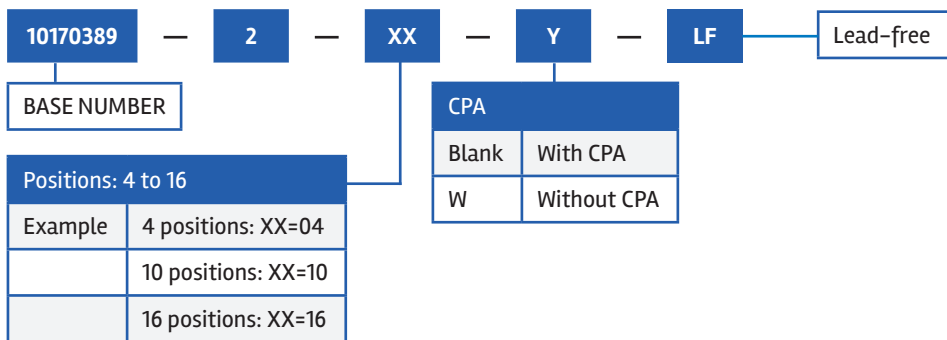 10170389 — 2 — XX — Y — LF Lead-free
BASE NUMBER
CPA
Blank With CPA
W Without CPA
Positions: 4 to 16
Example 4 positions: XX=04
10 positions: XX=10
16 positions: XX=16